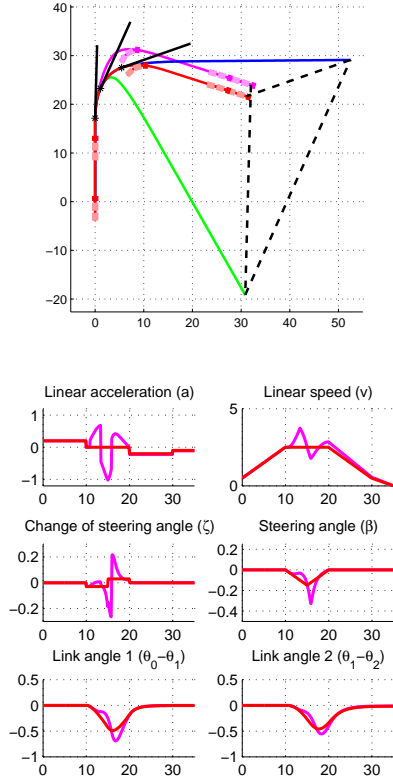 40
30
20
10
0
−10
−20
0 10 20 30 40 50
Linear acceleration (a)
1
0
−1
0 10 20 30
Linear speed (v)
5
0
0 10 20 30
Change of steering angle (ζ)
0.2
0
−0.2
0 10 20 30
Steering angle (β)
0.2
0
−0.2
−0.4
0 10 20 30
Link angle 1 (θ0−θ1)
0.5
0
−0.5
−1
0 10 20 30
Link angle 2 (θ1−θ2)
0.5
0
−0.5
−1
0 10 20 30